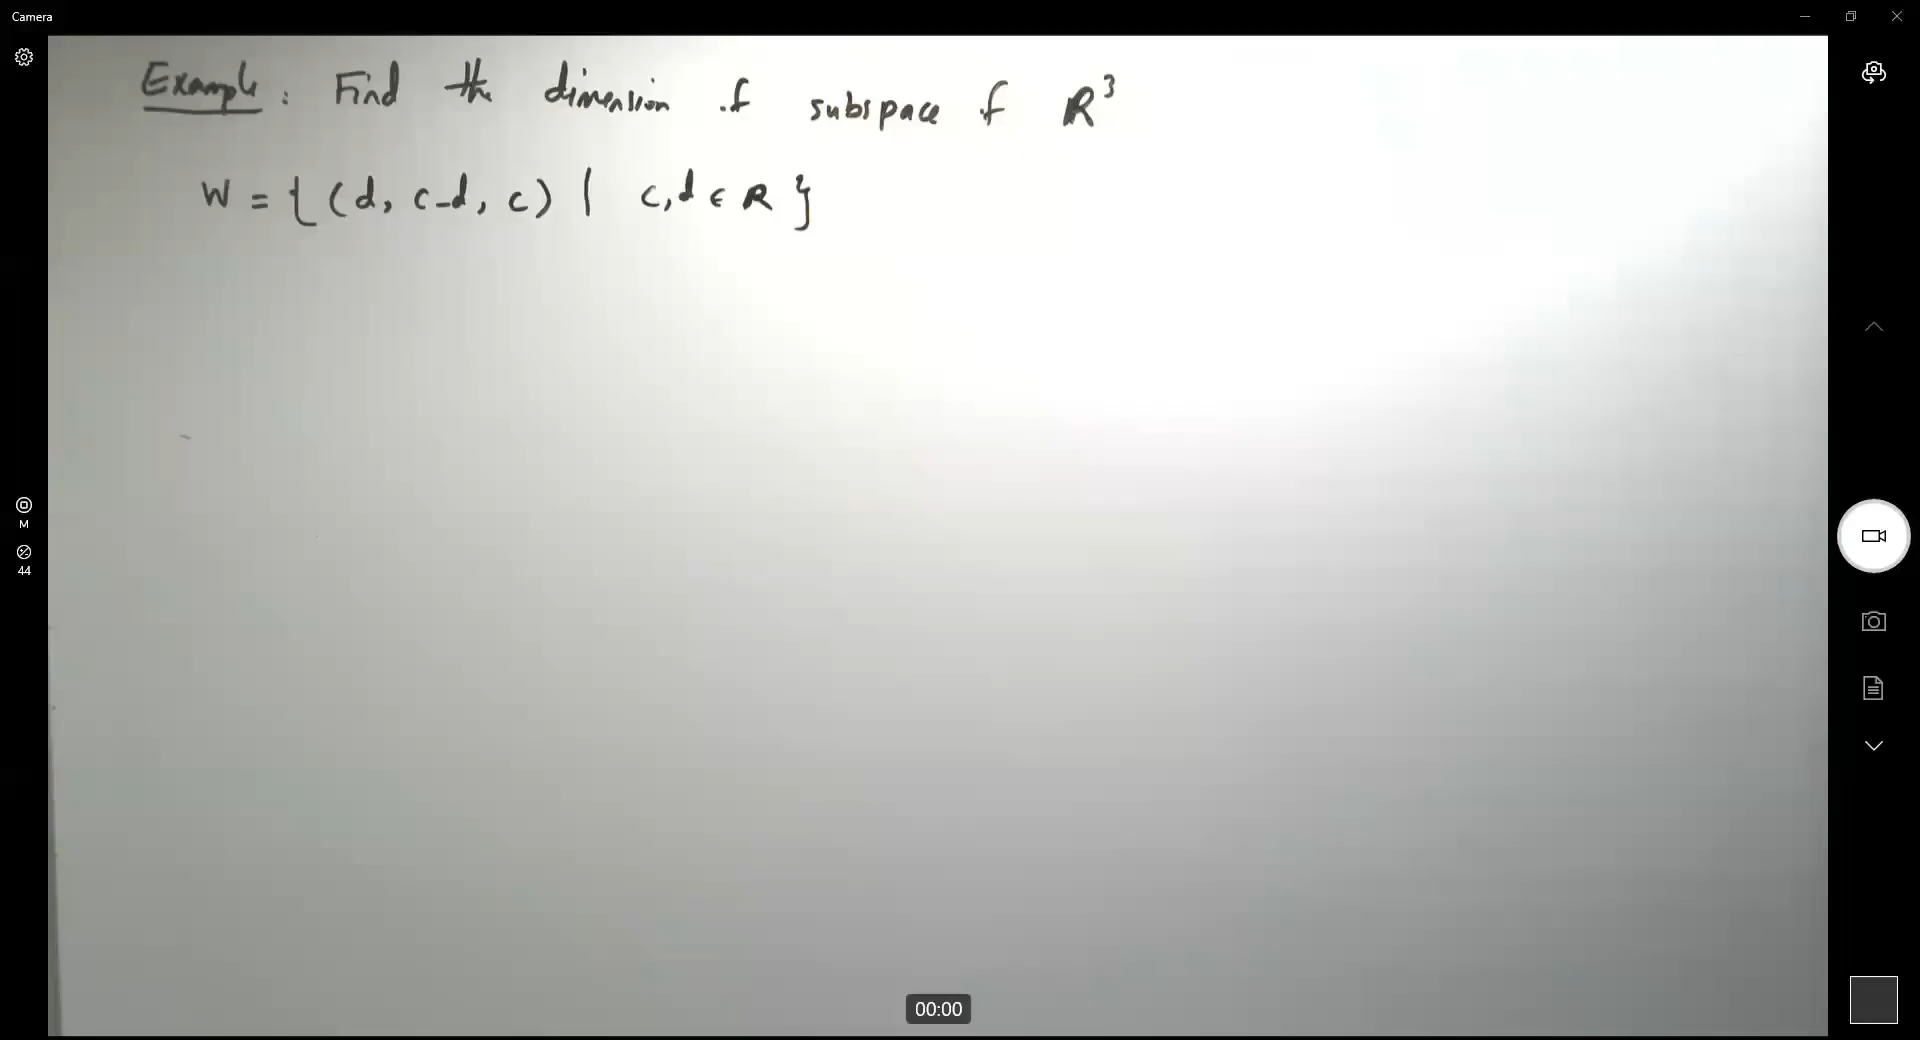 Camera
Example : Find the dimension of subspace of R³
W = { (d, c-d, c) | c,d ∈ R }
M
44
00:00